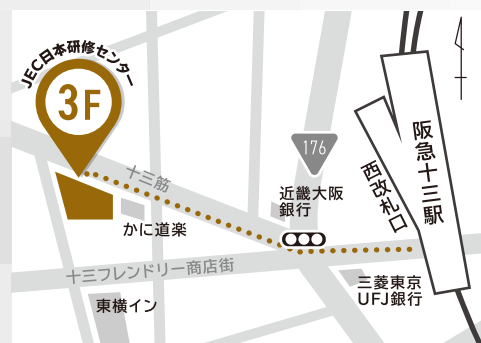 JEC日本研修センター
3F
176
阪急十三駅
西改札口
十三筋
近畿大阪
銀行
かに道楽
十三フレンドリー商店街
三菱東京
UFJ銀行
東横イン